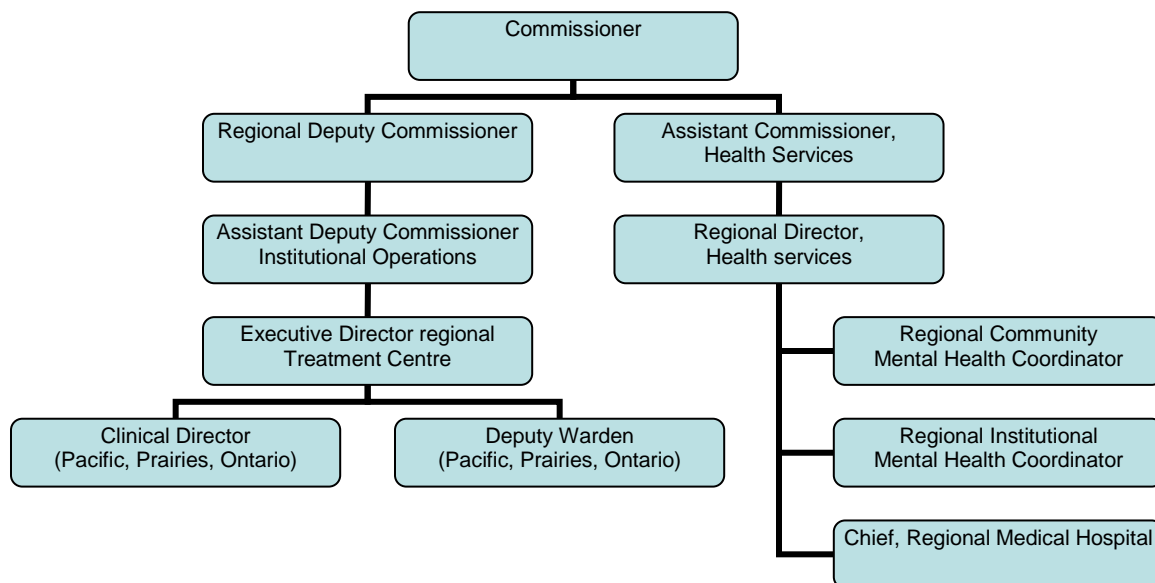 Commissioner
Regional Deputy Commissioner
Assistant Commissioner,
Health Services
Assistant Deputy Commissioner
Institutional Operations
Regional Director,
Health services
Executive Director regional
Treatment Centre
Regional Community
Mental Health Coordinator
Clinical Director
(Pacific, Prairies, Ontario)
Deputy Warden
(Pacific, Prairies, Ontario)
Regional Institutional
Mental Health Coordinator
Chief, Regional Medical Hospital